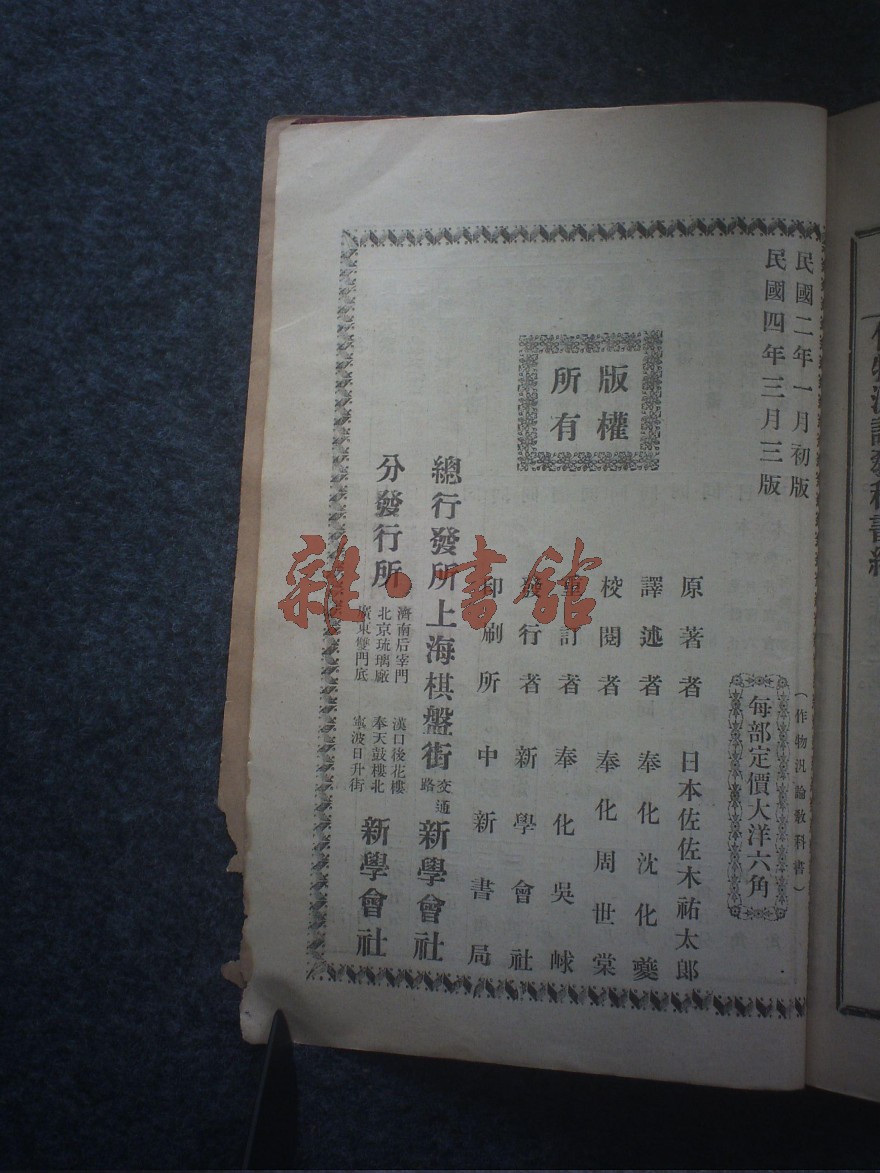 民國二年一月初版
民國四年三月三版
(作物汎論敎科書)
每部定價大洋六角
版權
所有
原著者 日本佐佐木祐太郎
譯述者 奉化沈化夔
校閱者 奉化周世棠
重訂者 奉化吳崍
發行者 新學會社
印刷所 中新書局
總行發所 上海棋盤街 交通路 新學會社
分發行所
濟南后宰門 漢口後花樓
北京琉璃廠 奉天鼓樓北
廣東雙門底 寧波日升街
新學會社
雜·書館